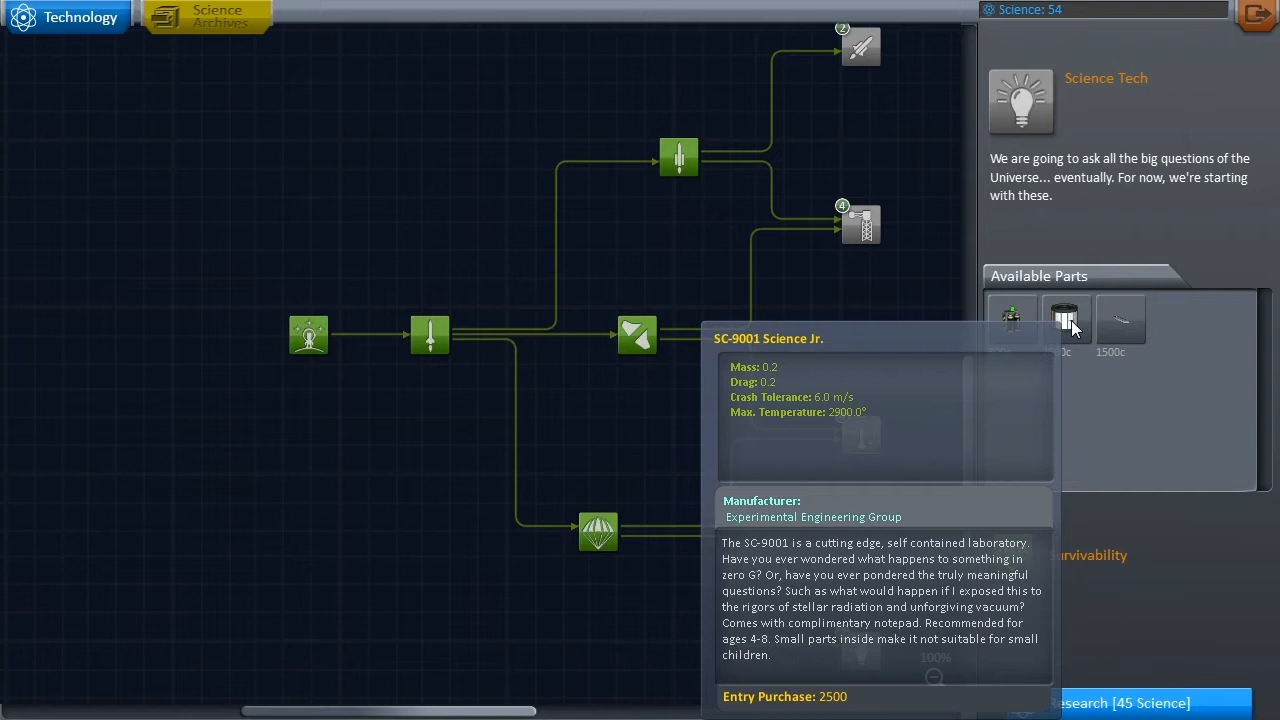 Technology
Science
Archives
Science: 54
2
Science Tech
We are going to ask all the big questions of the
Universe... eventually. For now, we're starting
with these.
4
Available Parts
1500c
SC-9001 Science Jr.
Mass: 0.2
Drag: 0.2
Crash Tolerance: 6.0 m/s
Max. Temperature: 2900.0°
Manufacturer:
Experimental Engineering Group
The SC-9001 is a cutting edge, self contained laboratory.
Have you ever wondered what happens to something in
zero G? Or, have you ever pondered the truly meaningful
questions? Such as what would happen if I exposed this to
the rigors of stellar radiation and unforgiving vacuum?
Comes with complimentary notepad. Recommended for
ages 4-8. Small parts inside make it not suitable for small
children.
100%
Entry Purchase: 2500
urvivability
esearch [45 Science]